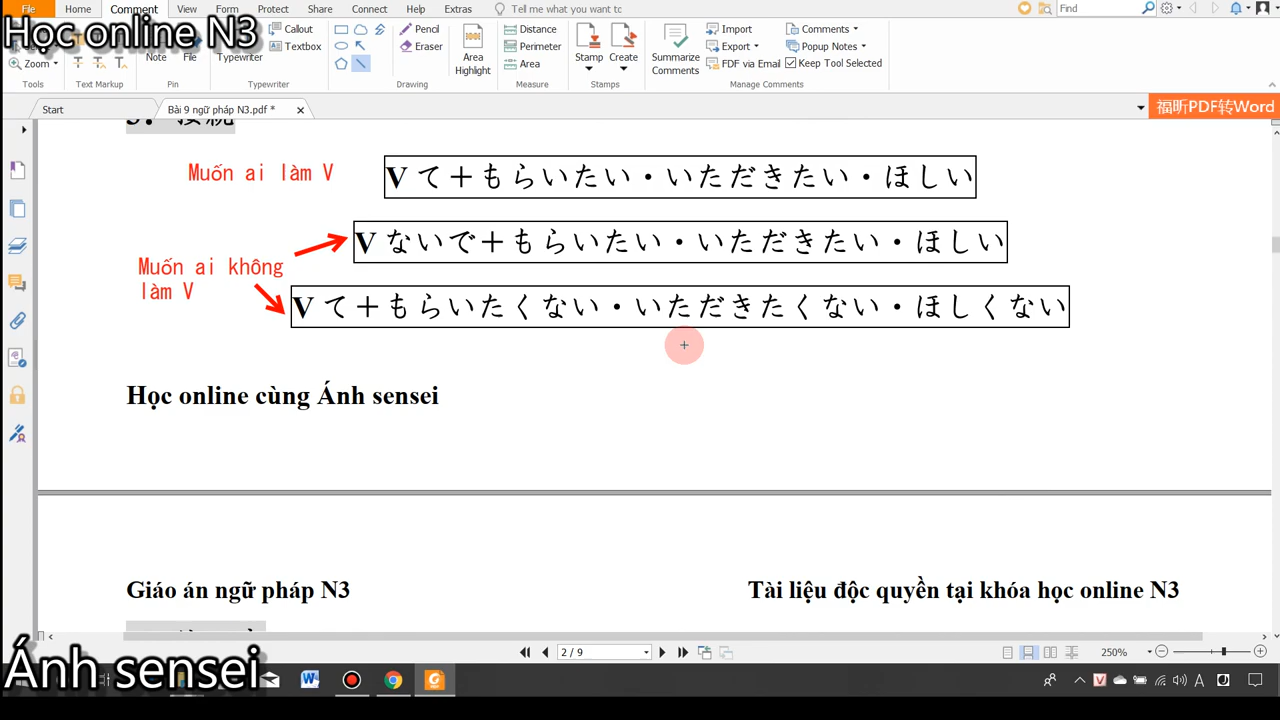 File Comment View Form Protect Share Connect Help Extras Tell me what you want tc Find
Học online N3
Zoom
Tools
Text Markup
Note
File
Pin
Typewriter
Callout
Textbox
Typewriter
Pencil
Eraser
Area Highlight
Drawing
Distance
Perimeter
Area
Measure
Stamp
Create
Stamps
Summarize Comments
Import
Export
FDF via Email
Comments
Popup Notes
Keep Tool Selected
Manage Comments
Start
Bài 9 ngữ pháp N3.pdf *
福昕PDF转Word
Muốn ai làm V
V て＋もらいたい・いただきたい・ほしい
V ないで＋もらいたい・いただきたい・ほしい
Muốn ai không
làm V
V て＋もらいたくない・いただきたくない・ほしくない
Học online cùng Ánh sensei
Giáo án ngữ pháp N3
Tài liệu độc quyền tại khóa học online N3
2 / 9
250%
Ánh sensei